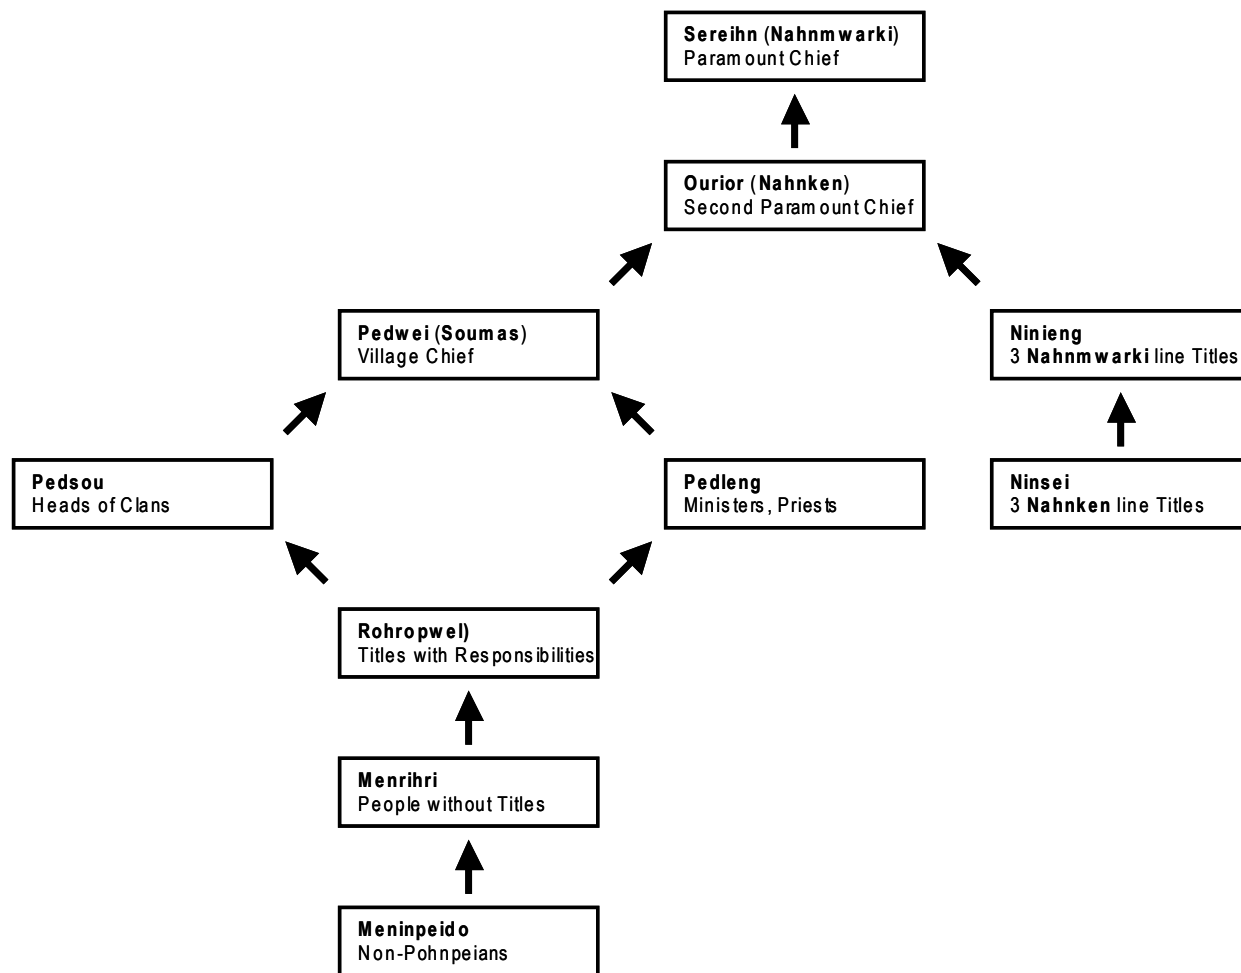 Sereihn (Nahnmwarki)
Paramount Chief
Ourior (Nahnken)
Second Paramount Chief
Pedwei (Soumas)
Village Chief
Ninieng
3 Nahnmwarki line Titles
Pedsou
Heads of Clans
Pedleng
Ministers, Priests
Ninsei
3 Nahnken line Titles
Rohropwel)
Titles with Responsibilities
Menrihri
People without Titles
Meninpeido
Non-Pohnpeians